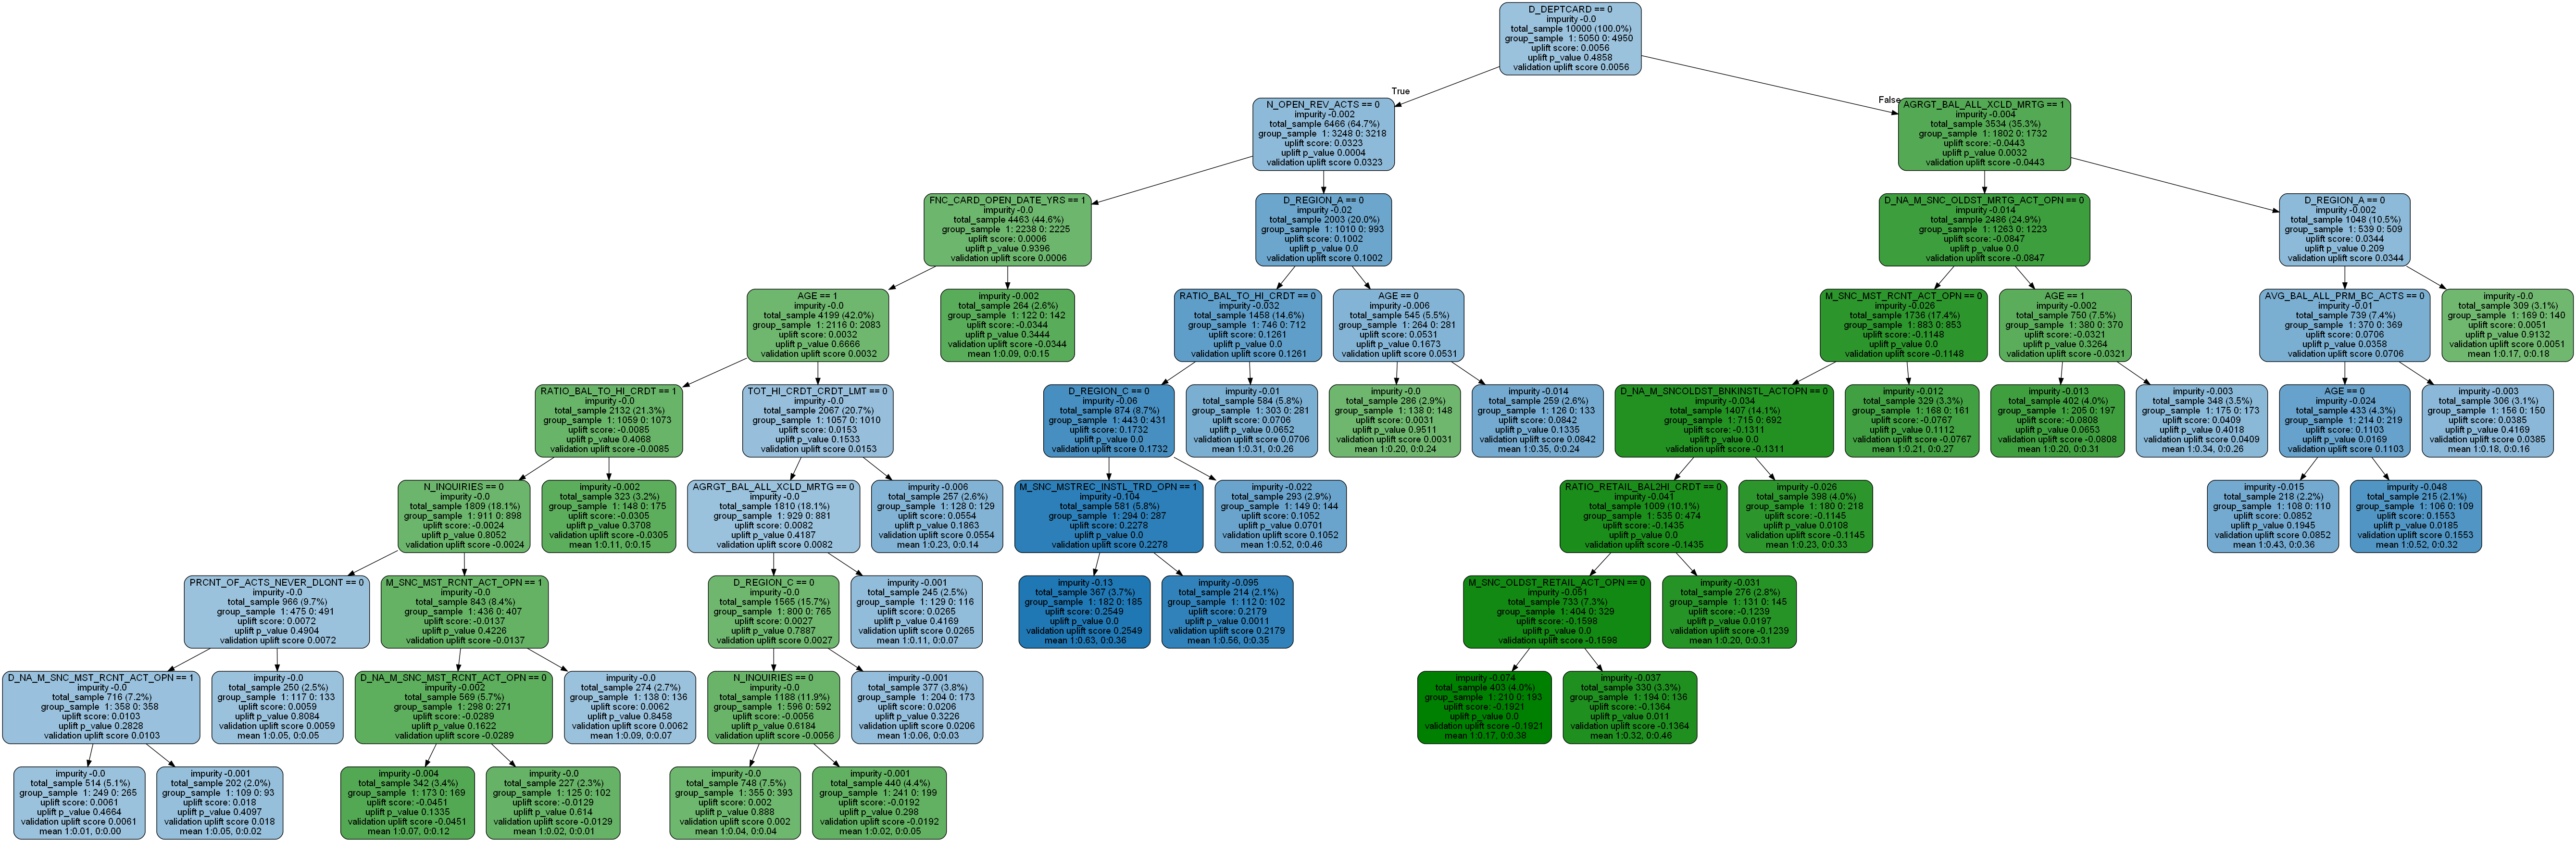 D_DEPTCARD == 0
impurity -0.0
total_sample 10000 (100.0%)
group_sample 1: 5050 0: 4950
uplift score: 0.0056
uplift p_value 0.4858
validation uplift score 0.0056
True
False
N_OPEN_REV_ACTS == 0
impurity -0.002
total_sample 6466 (64.7%)
group_sample 1: 3248 0: 3218
uplift score: 0.0323
uplift p_value 0.0004
validation uplift score 0.0323
AGRGT_BAL_ALL_XCLD_MRTG == 1
impurity -0.004
total_sample 3534 (35.3%)
group_sample 1: 1802 0: 1732
uplift score: -0.0443
uplift p_value 0.0032
validation uplift score -0.0443
FNC_CARD_OPEN_DATE_YRS == 1
impurity -0.0
total_sample 4463 (44.6%)
group_sample 1: 2238 0: 2225
uplift score: 0.0006
uplift p_value 0.9396
validation uplift score 0.0006
D_REGION_A == 0
impurity -0.02
total_sample 2003 (20.0%)
group_sample 1: 1010 0: 993
uplift score: 0.1002
uplift p_value 0.0
validation uplift score 0.1002
D_NA_M_SNC_OLDST_MRTG_ACT_OPN == 0
impurity -0.014
total_sample 2486 (24.9%)
group_sample 1: 1263 0: 1223
uplift score: -0.0847
uplift p_value 0.0
validation uplift score -0.0847
D_REGION_A == 0
impurity -0.002
total_sample 1048 (10.5%)
group_sample 1: 539 0: 509
uplift score: 0.0344
uplift p_value 0.209
validation uplift score 0.0344
AGE == 1
impurity -0.0
total_sample 4199 (42.0%)
group_sample 1: 2116 0: 2083
uplift score: 0.0032
uplift p_value 0.6666
validation uplift score 0.0032
impurity -0.002
total_sample 264 (2.6%)
group_sample 1: 122 0: 142
uplift score: -0.0344
uplift p_value 0.3444
validation uplift score -0.0344
mean 1:0.09, 0:0.15
RATIO_BAL_TO_HI_CRDT == 0
impurity -0.032
total_sample 1458 (14.6%)
group_sample 1: 746 0: 712
uplift score: 0.1261
uplift p_value 0.0
validation uplift score 0.1261
AGE == 0
impurity -0.006
total_sample 545 (5.5%)
group_sample 1: 264 0: 281
uplift score: 0.0531
uplift p_value 0.1673
validation uplift score 0.0531
M_SNC_MST_RCNT_ACT_OPN == 0
impurity -0.026
total_sample 1736 (17.4%)
group_sample 1: 883 0: 853
uplift score: -0.1148
uplift p_value 0.0
validation uplift score -0.1148
AGE == 1
impurity -0.002
total_sample 750 (7.5%)
group_sample 1: 380 0: 370
uplift score: -0.0321
uplift p_value 0.3264
validation uplift score -0.0321
AVG_BAL_ALL_PRM_BC_ACTS == 0
impurity -0.01
total_sample 739 (7.4%)
group_sample 1: 370 0: 369
uplift score: 0.0706
uplift p_value 0.0358
validation uplift score 0.0706
impurity -0.0
total_sample 309 (3.1%)
group_sample 1: 169 0: 140
uplift score: 0.0051
uplift p_value 0.9132
validation uplift score 0.0051
mean 1:0.17, 0:0.18
RATIO_BAL_TO_HI_CRDT == 1
impurity -0.0
total_sample 2132 (21.3%)
group_sample 1: 1059 0: 1073
uplift score: -0.0085
uplift p_value 0.4068
validation uplift score -0.0085
TOT_HI_CRDT_CRDT_LMT == 0
impurity -0.0
total_sample 2067 (20.7%)
group_sample 1: 1057 0: 1010
uplift score: 0.0153
uplift p_value 0.1533
validation uplift score 0.0153
D_REGION_C == 0
impurity -0.06
total_sample 874 (8.7%)
group_sample 1: 443 0: 431
uplift score: 0.1732
uplift p_value 0.0
validation uplift score 0.1732
impurity -0.01
total_sample 584 (5.8%)
group_sample 1: 303 0: 281
uplift score: 0.0706
uplift p_value 0.0652
validation uplift score 0.0706
mean 1:0.31, 0:0.26
impurity -0.0
total_sample 286 (2.9%)
group_sample 1: 138 0: 148
uplift score: 0.0031
uplift p_value 0.9511
validation uplift score 0.0031
mean 1:0.20, 0:0.24
impurity -0.014
total_sample 259 (2.6%)
group_sample 1: 126 0: 133
uplift score: 0.0842
uplift p_value 0.1335
validation uplift score 0.0842
mean 1:0.35, 0:0.24
D_NA_M_SNCOLDST_BNKINSTL_ACTOPN == 0
impurity -0.034
total_sample 1407 (14.1%)
group_sample 1: 715 0: 692
uplift score: -0.1311
uplift p_value 0.0
validation uplift score -0.1311
impurity -0.012
total_sample 329 (3.3%)
group_sample 1: 168 0: 161
uplift score: -0.0767
uplift p_value 0.1112
validation uplift score -0.0767
mean 1:0.21, 0:0.27
impurity -0.013
total_sample 402 (4.0%)
group_sample 1: 205 0: 197
uplift score: -0.0808
uplift p_value 0.0653
validation uplift score -0.0808
mean 1:0.20, 0:0.31
impurity -0.003
total_sample 348 (3.5%)
group_sample 1: 175 0: 173
uplift score: 0.0409
uplift p_value 0.4018
validation uplift score 0.0409
mean 1:0.34, 0:0.26
AGE == 0
impurity -0.024
total_sample 433 (4.3%)
group_sample 1: 214 0: 219
uplift score: 0.1103
uplift p_value 0.0169
validation uplift score 0.1103
impurity -0.003
total_sample 306 (3.1%)
group_sample 1: 156 0: 150
uplift score: 0.0385
uplift p_value 0.4169
validation uplift score 0.0385
mean 1:0.18, 0:0.16
N_INQUIRIES == 0
impurity -0.0
total_sample 1809 (18.1%)
group_sample 1: 911 0: 898
uplift score: -0.0024
uplift p_value 0.8052
validation uplift score -0.0024
impurity -0.002
total_sample 323 (3.2%)
group_sample 1: 148 0: 175
uplift score: -0.0305
uplift p_value 0.3708
validation uplift score -0.0305
mean 1:0.11, 0:0.15
AGRGT_BAL_ALL_XCLD_MRTG == 0
impurity -0.0
total_sample 1810 (18.1%)
group_sample 1: 929 0: 881
uplift score: 0.0082
uplift p_value 0.4187
validation uplift score 0.0082
impurity -0.006
total_sample 257 (2.6%)
group_sample 1: 128 0: 129
uplift score: 0.0554
uplift p_value 0.1863
validation uplift score 0.0554
mean 1:0.23, 0:0.14
M_SNC_MSTREC_INSTL_TRD_OPN == 1
impurity -0.104
total_sample 581 (5.8%)
group_sample 1: 294 0: 287
uplift score: 0.2278
uplift p_value 0.0
validation uplift score 0.2278
impurity -0.022
total_sample 293 (2.9%)
group_sample 1: 149 0: 144
uplift score: 0.1052
uplift p_value 0.0701
validation uplift score 0.1052
mean 1:0.52, 0:0.46
RATIO_RETAIL_BAL2HI_CRDT == 0
impurity -0.041
total_sample 1009 (10.1%)
group_sample 1: 535 0: 474
uplift score: -0.1435
uplift p_value 0.0
validation uplift score -0.1435
impurity -0.026
total_sample 398 (4.0%)
group_sample 1: 180 0: 218
uplift score: -0.1145
uplift p_value 0.0108
validation uplift score -0.1145
mean 1:0.23, 0:0.33
impurity -0.015
total_sample 218 (2.2%)
group_sample 1: 108 0: 110
uplift score: 0.0852
uplift p_value 0.1945
validation uplift score 0.0852
mean 1:0.43, 0:0.36
impurity -0.048
total_sample 215 (2.1%)
group_sample 1: 106 0: 109
uplift score: 0.1553
uplift p_value 0.0185
validation uplift score 0.1553
mean 1:0.52, 0:0.32
PRCNT_OF_ACTS_NEVER_DLQNT == 0
impurity -0.0
total_sample 966 (9.7%)
group_sample 1: 475 0: 491
uplift score: 0.0072
uplift p_value 0.4904
validation uplift score 0.0072
M_SNC_MST_RCNT_ACT_OPN == 1
impurity -0.0
total_sample 843 (8.4%)
group_sample 1: 436 0: 407
uplift score: -0.0137
uplift p_value 0.4226
validation uplift score -0.0137
D_REGION_C == 0
impurity -0.0
total_sample 1565 (15.7%)
group_sample 1: 800 0: 765
uplift score: 0.0027
uplift p_value 0.7887
validation uplift score 0.0027
impurity -0.001
total_sample 245 (2.5%)
group_sample 1: 129 0: 116
uplift score: 0.0265
uplift p_value 0.4169
validation uplift score 0.0265
mean 1:0.11, 0:0.07
impurity -0.13
total_sample 367 (3.7%)
group_sample 1: 182 0: 185
uplift score: 0.2549
uplift p_value 0.0
validation uplift score 0.2549
mean 1:0.63, 0:0.36
impurity -0.095
total_sample 214 (2.1%)
group_sample 1: 112 0: 102
uplift score: 0.2179
uplift p_value 0.0011
validation uplift score 0.2179
mean 1:0.56, 0:0.35
M_SNC_OLDST_RETAIL_ACT_OPN == 0
impurity -0.051
total_sample 733 (7.3%)
group_sample 1: 404 0: 329
uplift score: -0.1598
uplift p_value 0.0
validation uplift score -0.1598
impurity -0.031
total_sample 276 (2.8%)
group_sample 1: 131 0: 145
uplift score: -0.1239
uplift p_value 0.0197
validation uplift score -0.1239
mean 1:0.20, 0:0.31
D_NA_M_SNC_MST_RCNT_ACT_OPN == 1
impurity -0.0
total_sample 716 (7.2%)
group_sample 1: 358 0: 358
uplift score: 0.0103
uplift p_value 0.2828
validation uplift score 0.0103
impurity -0.0
total_sample 250 (2.5%)
group_sample 1: 117 0: 133
uplift score: 0.0059
uplift p_value 0.8084
validation uplift score 0.0059
mean 1:0.05, 0:0.05
D_NA_M_SNC_MST_RCNT_ACT_OPN == 0
impurity -0.002
total_sample 569 (5.7%)
group_sample 1: 298 0: 271
uplift score: -0.0289
uplift p_value 0.1622
validation uplift score -0.0289
impurity -0.0
total_sample 274 (2.7%)
group_sample 1: 138 0: 136
uplift score: 0.0062
uplift p_value 0.8458
validation uplift score 0.0062
mean 1:0.09, 0:0.07
N_INQUIRIES == 0
impurity -0.0
total_sample 1188 (11.9%)
group_sample 1: 596 0: 592
uplift score: -0.0056
uplift p_value 0.6184
validation uplift score -0.0056
impurity -0.001
total_sample 377 (3.8%)
group_sample 1: 204 0: 173
uplift score: 0.0206
uplift p_value 0.3226
validation uplift score 0.0206
mean 1:0.06, 0:0.03
impurity -0.074
total_sample 403 (4.0%)
group_sample 1: 210 0: 193
uplift score: -0.1921
uplift p_value 0.0
validation uplift score -0.1921
mean 1:0.17, 0:0.38
impurity -0.037
total_sample 330 (3.3%)
group_sample 1: 194 0: 136
uplift score: -0.1364
uplift p_value 0.011
validation uplift score -0.1364
mean 1:0.32, 0:0.46
impurity -0.0
total_sample 514 (5.1%)
group_sample 1: 249 0: 265
uplift score: 0.0061
uplift p_value 0.4664
validation uplift score 0.0061
mean 1:0.01, 0:0.00
impurity -0.001
total_sample 202 (2.0%)
group_sample 1: 109 0: 93
uplift score: 0.018
uplift p_value 0.4097
validation uplift score 0.018
mean 1:0.05, 0:0.02
impurity -0.004
total_sample 342 (3.4%)
group_sample 1: 173 0: 169
uplift score: -0.0451
uplift p_value 0.1335
validation uplift score -0.0451
mean 1:0.07, 0:0.12
impurity -0.0
total_sample 227 (2.3%)
group_sample 1: 125 0: 102
uplift score: -0.0129
uplift p_value 0.614
validation uplift score -0.0129
mean 1:0.02, 0:0.01
impurity -0.0
total_sample 748 (7.5%)
group_sample 1: 355 0: 393
uplift score: 0.002
uplift p_value 0.888
validation uplift score 0.002
mean 1:0.04, 0:0.04
impurity -0.001
total_sample 440 (4.4%)
group_sample 1: 241 0: 199
uplift score: -0.0192
uplift p_value 0.298
validation uplift score -0.0192
mean 1:0.02, 0:0.05